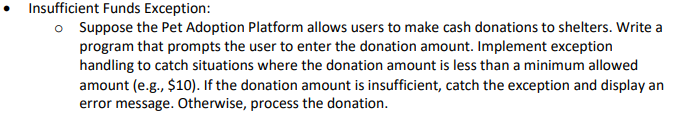 • Insufficient Funds Exception:
o Suppose the Pet Adoption Platform allows users to make cash donations to shelters. Write a
program that prompts the user to enter the donation amount. Implement exception
handling to catch situations where the donation amount is less than a minimum allowed
amount (e.g., $10). If the donation amount is insufficient, catch the exception and display an
error message. Otherwise, process the donation.